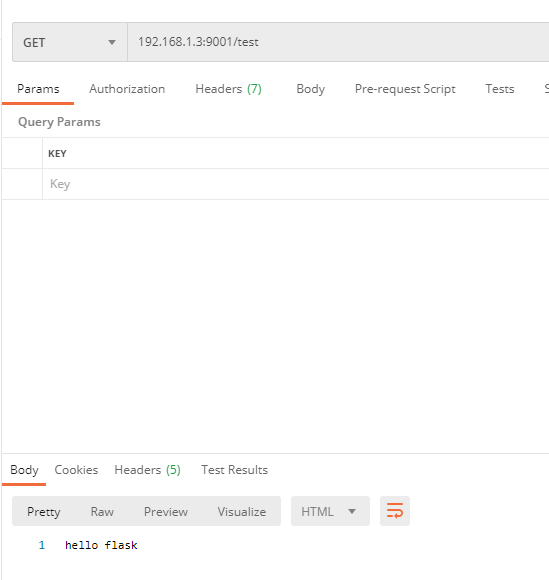 GET 192.168.1.3:9001/test
Params Authorization Headers (7) Body Pre-request Script Tests S
Query Params
KEY
Key
Body Cookies Headers (5) Test Results
Pretty Raw Preview Visualize HTML
1 hello flask